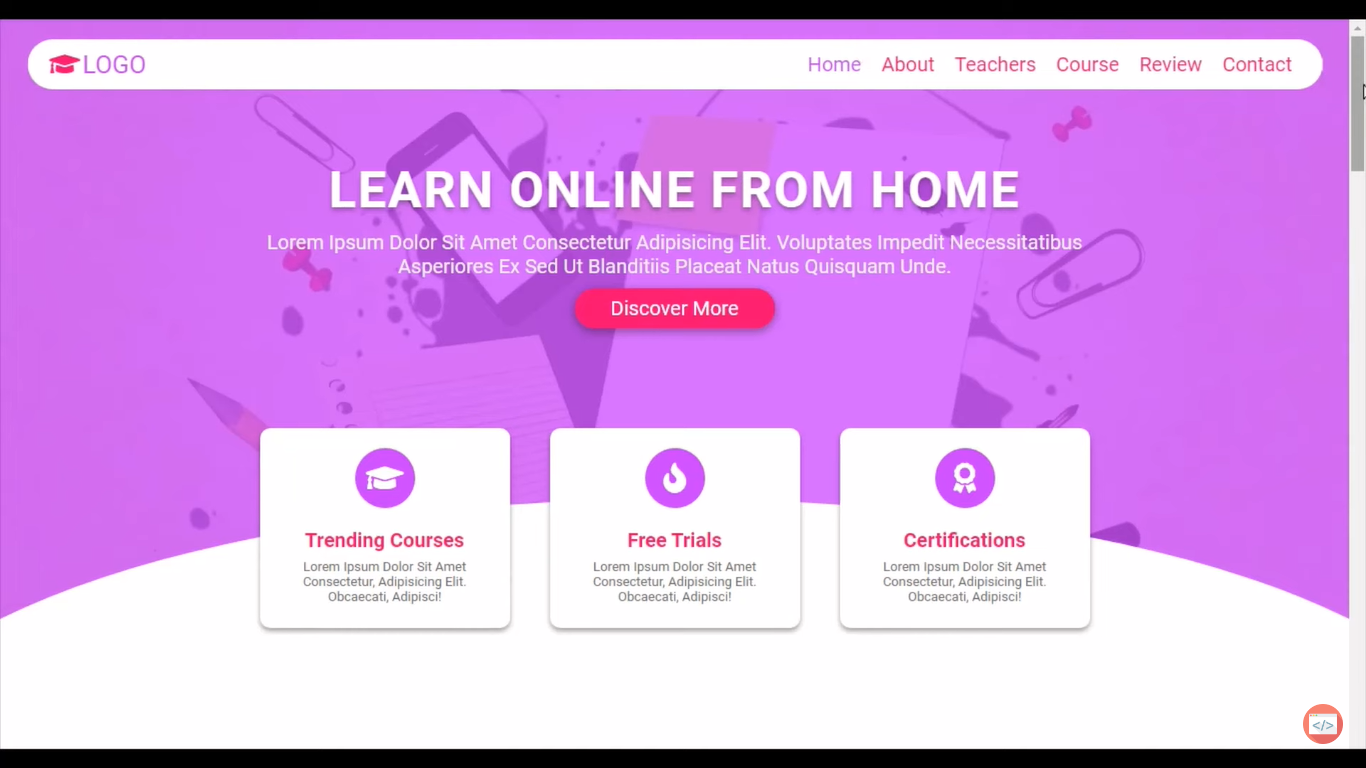 LOGO
Home About Teachers Course Review Contact
LEARN ONLINE FROM HOME
Lorem Ipsum Dolor Sit Amet Consectetur Adipisicing Elit. Voluptates Impedit Necessitatibus
Asperiores Ex Sed Ut Blanditiis Placeat Natus Quisquam Unde.
Discover More
Trending Courses
Lorem Ipsum Dolor Sit Amet
Consectetur, Adipisicing Elit.
Obcaecati, Adipisci!
Free Trials
Lorem Ipsum Dolor Sit Amet
Consectetur, Adipisicing Elit.
Obcaecati, Adipisci!
Certifications
Lorem Ipsum Dolor Sit Amet
Consectetur, Adipisicing Elit.
Obcaecati, Adipisci!
</>